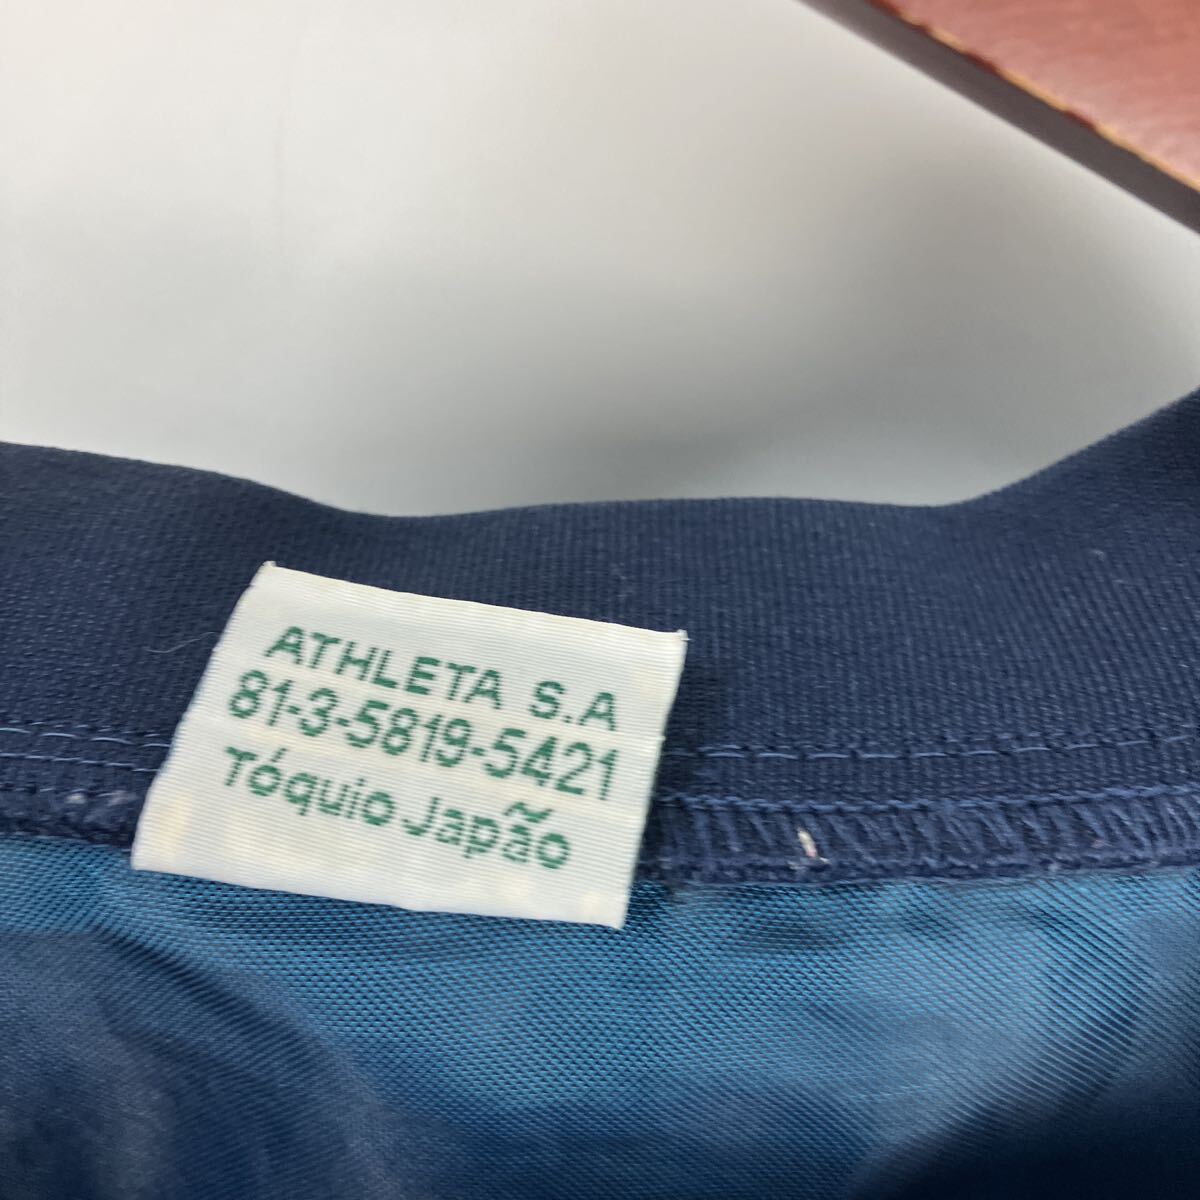 ATHLETA S.A
81-3-5819-5421
Tóquio Japão